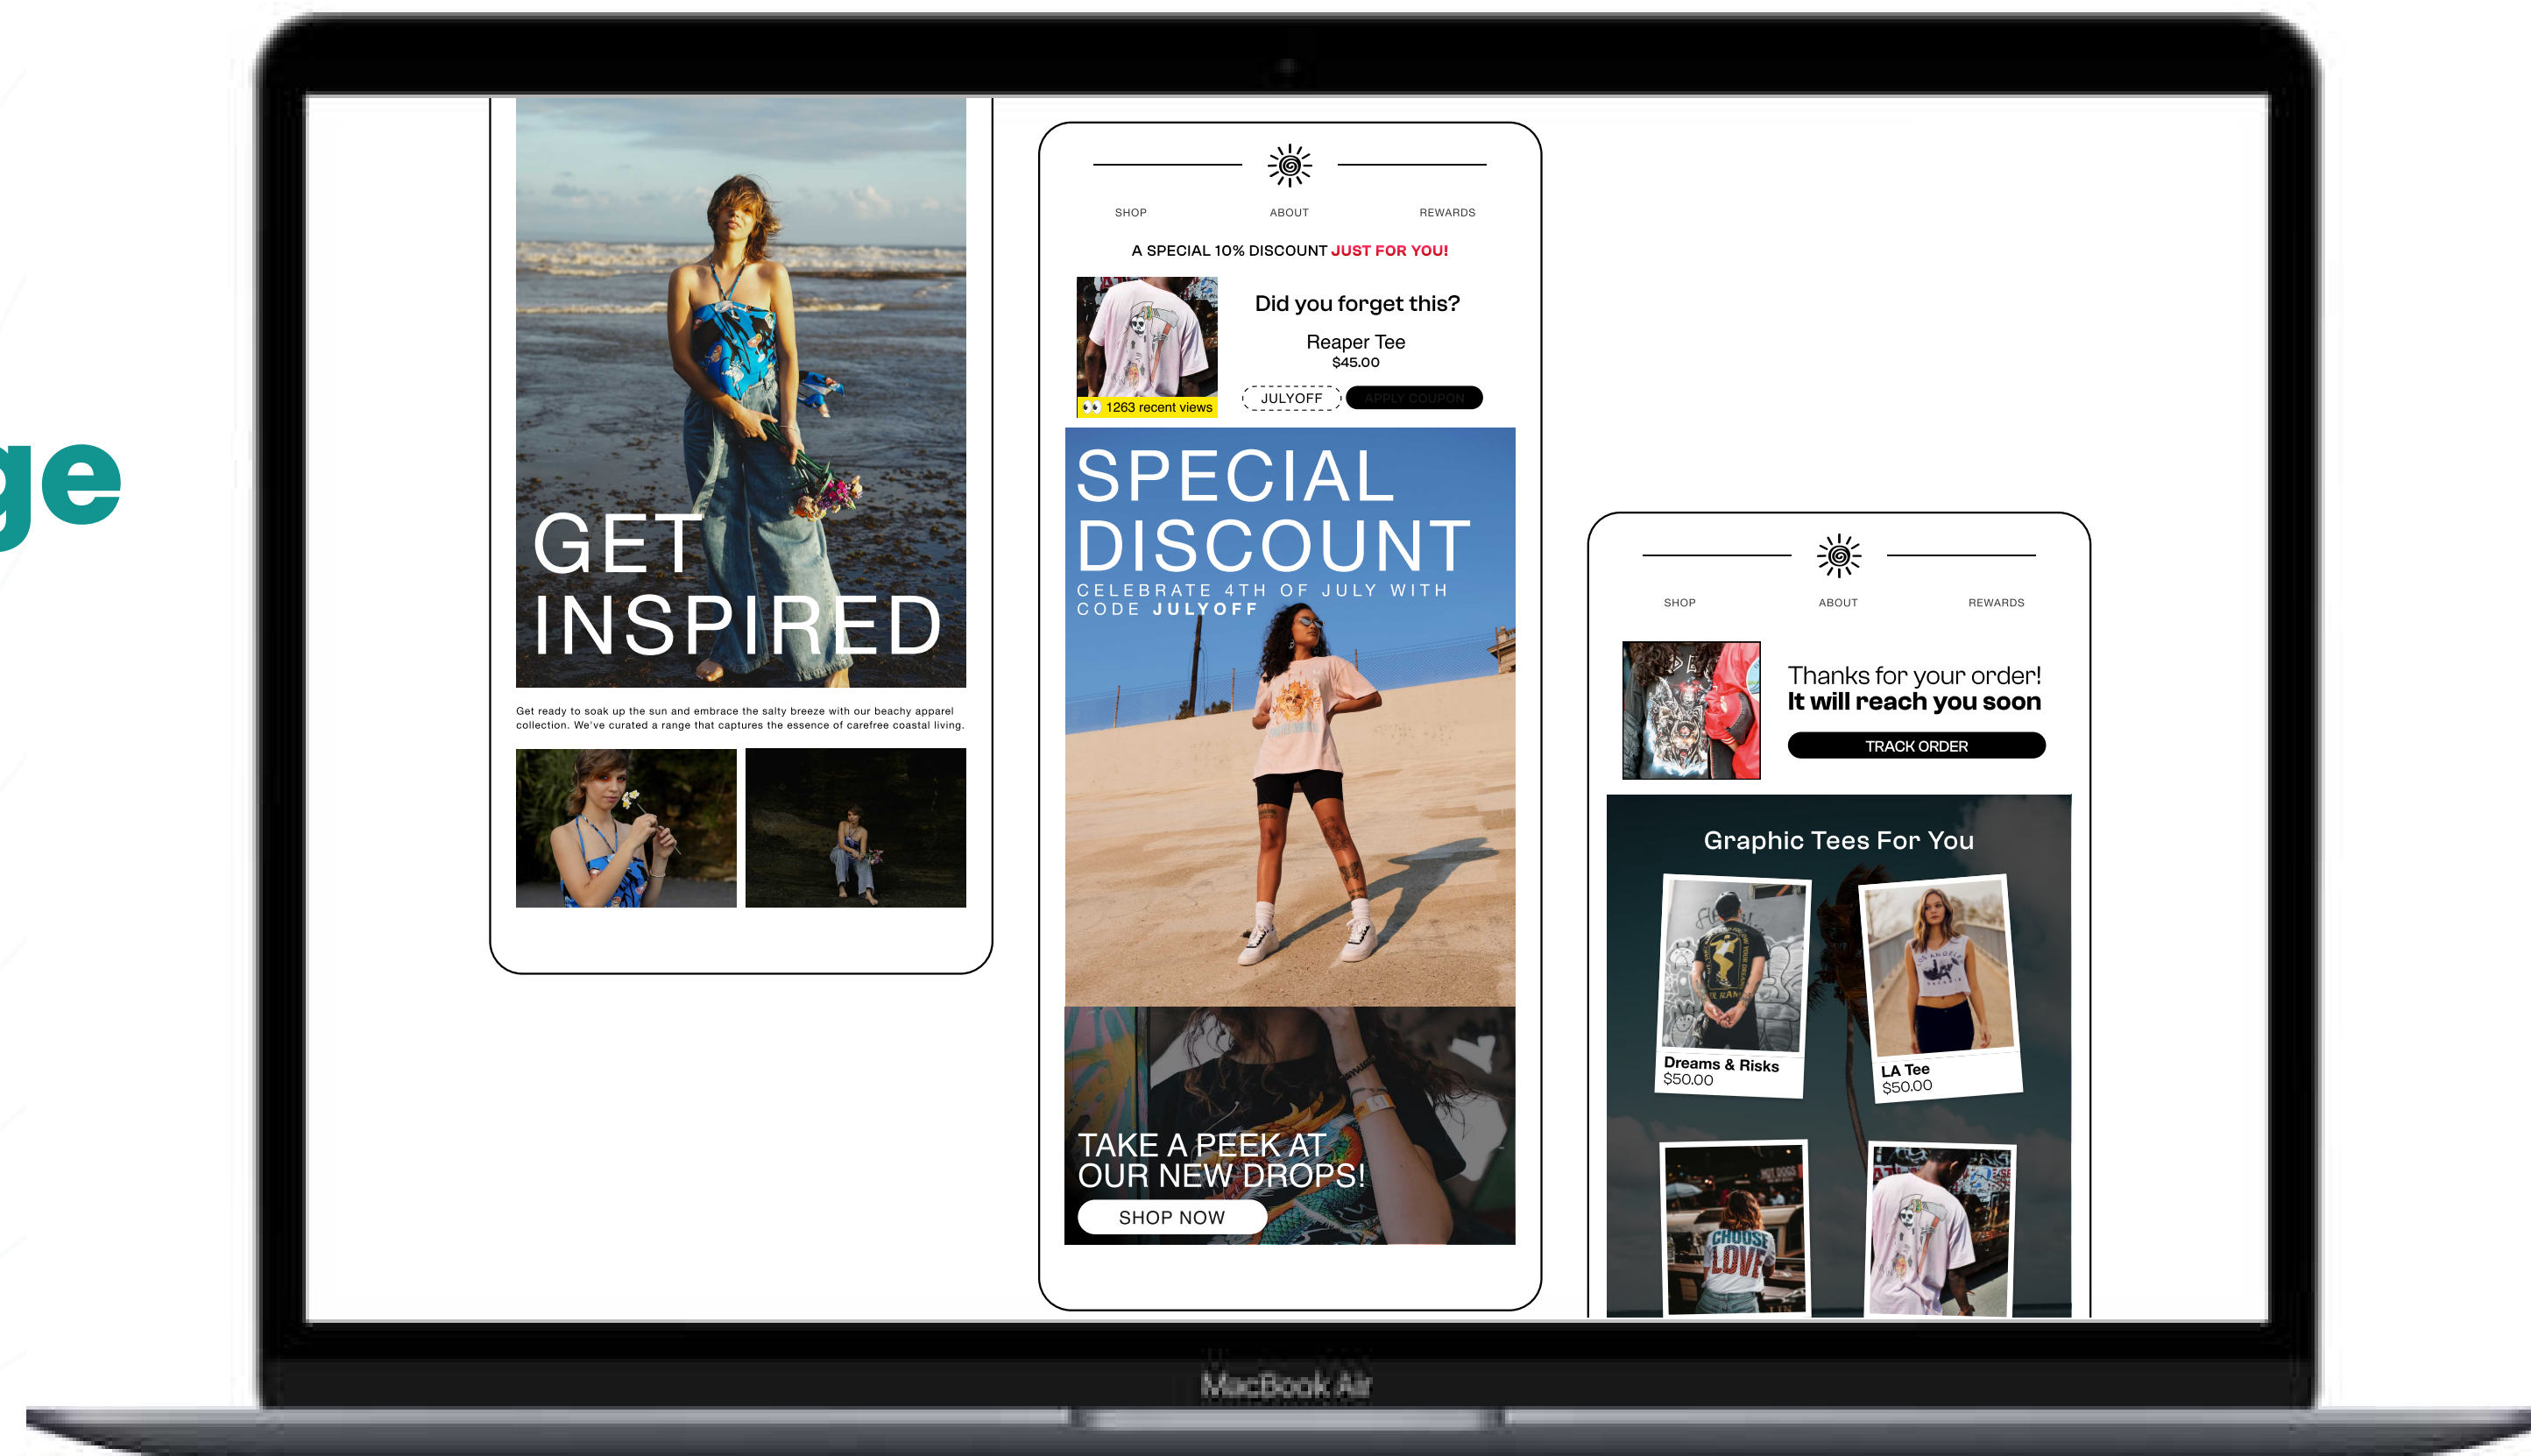 ge
GET
INSPIRED
Get ready to soak up the sun and embrace the salty breeze with our beachy apparel
collection. We've curated a range that captures the essence of carefree coastal living.
SHOP ABOUT REWARDS
A SPECIAL 10% DISCOUNT JUST FOR YOU!
Did you forget this?
Reaper Tee
$45.00
1263 recent views
JULYOFF APPLY COUPON
SPECIAL
DISCOUNT
CELEBRATE 4TH OF JULY WITH
CODE JULYOFF
TAKE A PEEK AT
OUR NEW DROPS!
SHOP NOW
SHOP ABOUT REWARDS
Thanks for your order!
It will reach you soon
TRACK ORDER
Graphic Tees For You
Dreams & Risks
$50.00
LA Tee
$50.00
CHOOSE
LOVE
MacBook Air